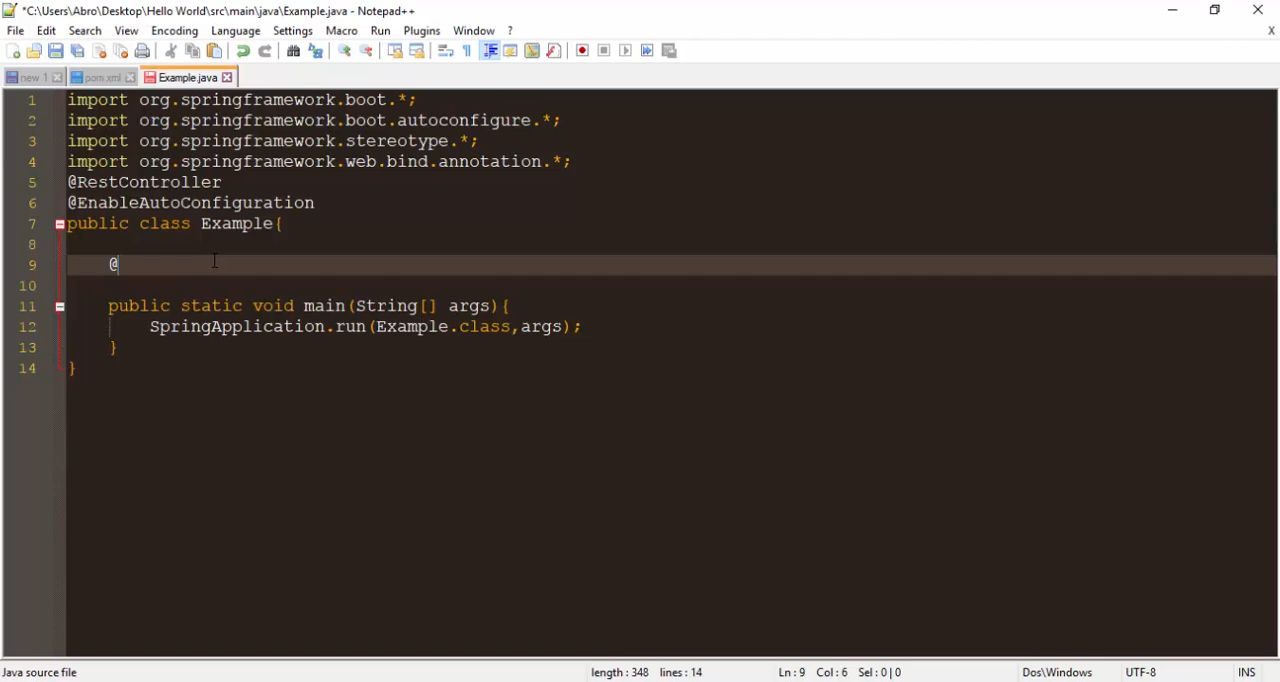 *C:\Users\Abro\Desktop\Hello World\src\main\java\Example.java - Notepad++
File Edit Search View Encoding Language Settings Macro Run Plugins Window ? X
new 1 pom.xml Example.java
1 import org.springframework.boot.*;
2 import org.springframework.boot.autoconfigure.*;
3 import org.springframework.stereotype.*;
4 import org.springframework.web.bind.annotation.*;
5 @RestController
6 @EnableAutoConfiguration
7 public class Example{
8
9 @
10
11 public static void main(String[] args){
12 SpringApplication.run(Example.class,args);
13 }
14 }
Java source file length : 348 lines : 14 Ln : 9 Col : 6 Sel : 0 | 0 Dos\Windows UTF-8 INS